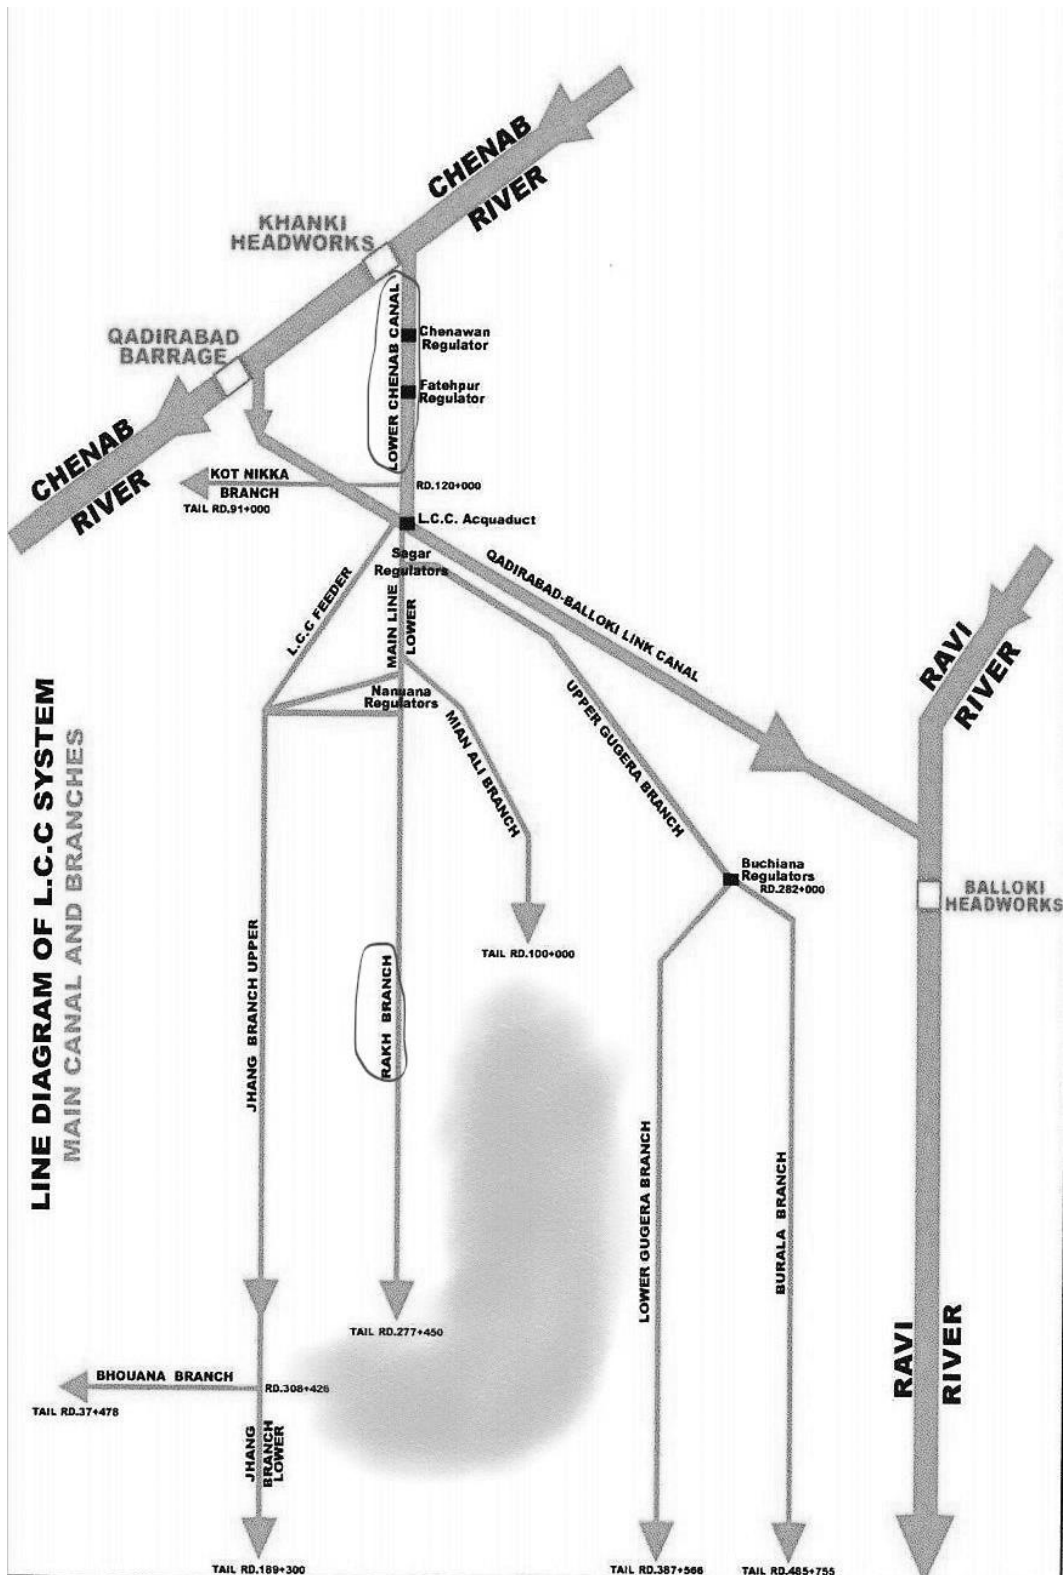 CHENAB
RIVER
KHANKI
HEADWORKS
QADIRABAD
BARRAGE
LOWER CHENAB CANAL
Chenawan
Regulator
Fatehpur
Regulator
CHENAB
RIVER
KOT NIKKA
BRANCH
TAIL RD.91+000
RD.120+000
L.C.C. Acquaduct
Sagar
Regulators
QADIRABAD-BALLOKI LINK CANAL
L.C.C FEEDER
MAIN LINE
LOWER
RAVI
RIVER
Nanuana
Regulators
MIAN ALI BRANCH
UPPER GUGERA BRANCH
LINE DIAGRAM OF L.C.C SYSTEM
MAIN CANAL AND BRANCHES
Buchiana
Regulators
RD.282+000
BALLOKI
HEADWORKS
TAIL RD.100+000
JHANG BRANCH UPPER
RAKH BRANCH
LOWER GUGERA BRANCH
BURALA BRANCH
TAIL RD.277+450
RAVI
RIVER
BHOUANA BRANCH
RD.308+426
TAIL RD.37+478
JHANG
BRANCH
LOWER
TAIL RD.189+300
TAIL RD.387+566
TAIL RD.485+755